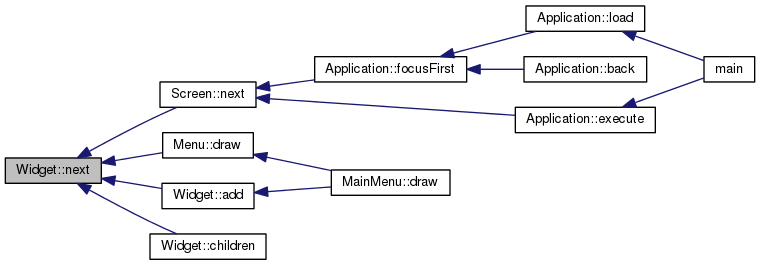 Application::load
Application::focusFirst
Application::back
main
Screen::next
Application::execute
Menu::draw
Widget::next
MainMenu::draw
Widget::add
Widget::children